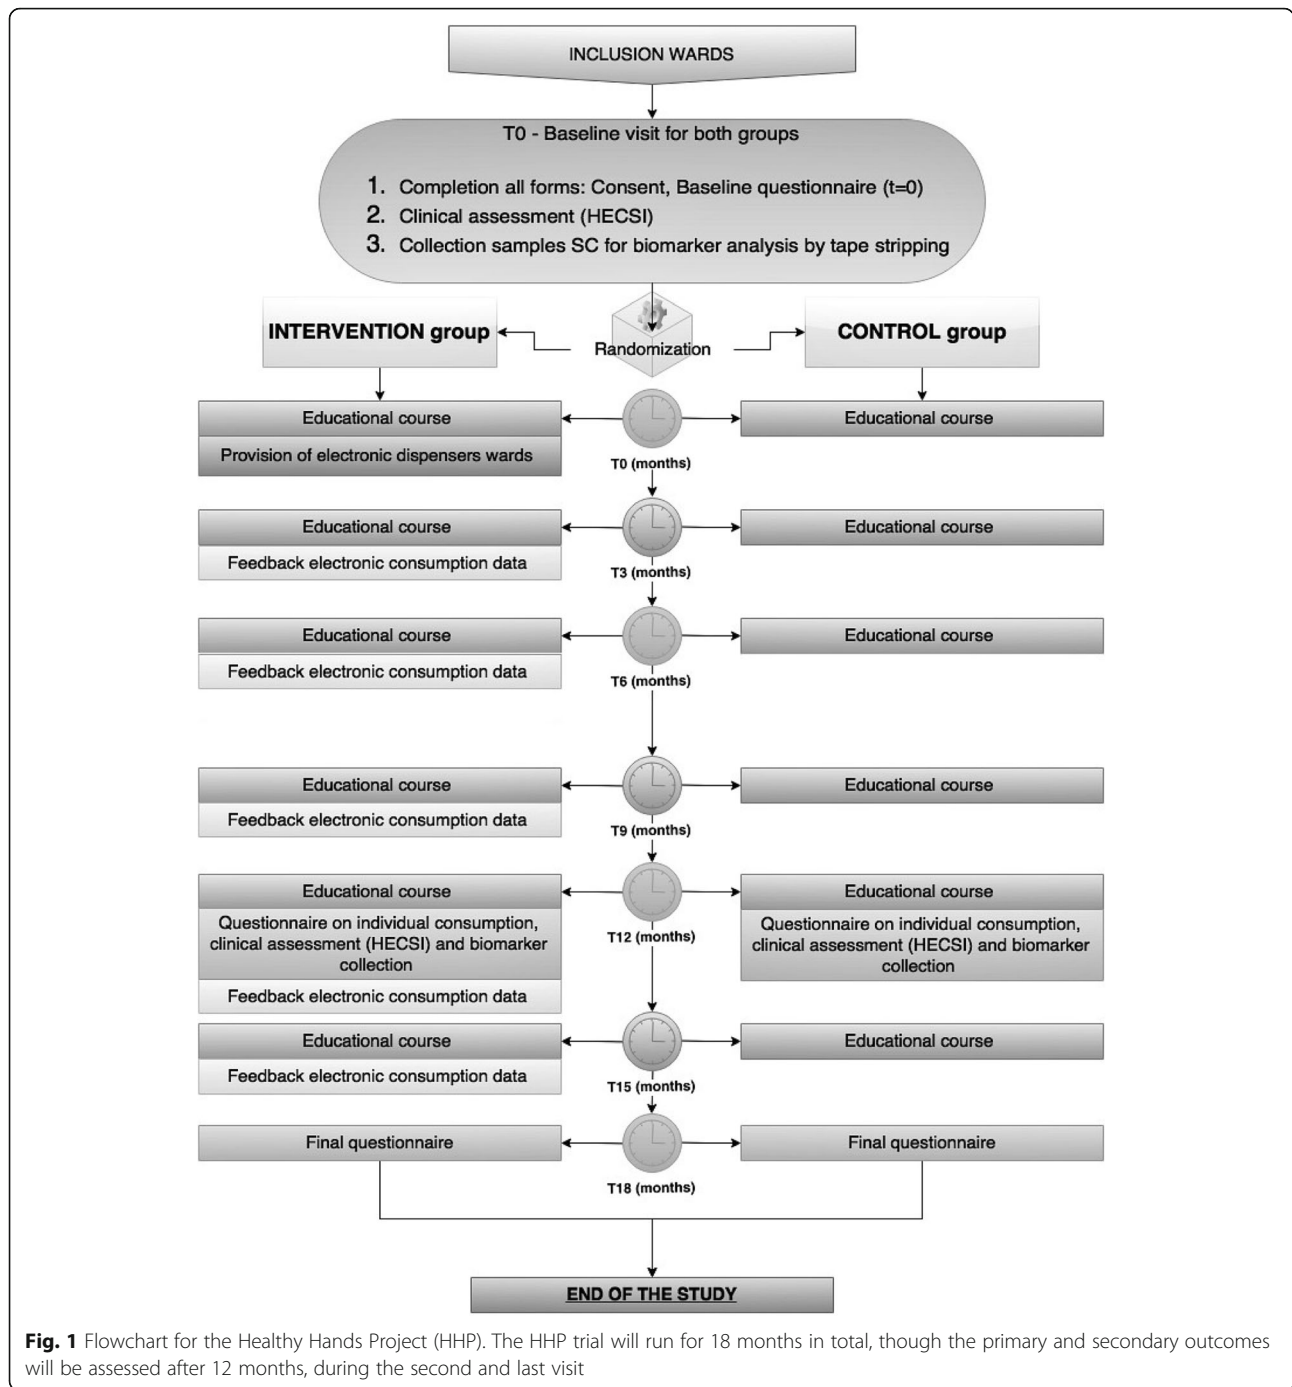 INCLUSION WARDS
T0 - Baseline visit for both groups
1. Completion all forms: Consent, Baseline questionnaire (t=0)
2. Clinical assessment (HECSI)
3. Collection samples SC for biomarker analysis by tape stripping
INTERVENTION group
Randomization
CONTROL group
Educational course
Educational course
Provision of electronic dispensers wards
T0 (months)
Educational course
Educational course
Feedback electronic consumption data
T3 (months)
Educational course
Educational course
Feedback electronic consumption data
T6 (months)
Educational course
Educational course
Feedback electronic consumption data
T9 (months)
Educational course
Educational course
Questionnaire on individual consumption,
clinical assessment (HECSI) and biomarker
collection
T12 (months)
Questionnaire on individual consumption,
clinical assessment (HECSI) and biomarker
collection
Feedback electronic consumption data
Educational course
Educational course
Feedback electronic consumption data
T15 (months)
Final questionnaire
Final questionnaire
T18 (months)
END OF THE STUDY
Fig. 1 Flowchart for the Healthy Hands Project (HHP). The HHP trial will run for 18 months in total, though the primary and secondary outcomes
will be assessed after 12 months, during the second and last visit